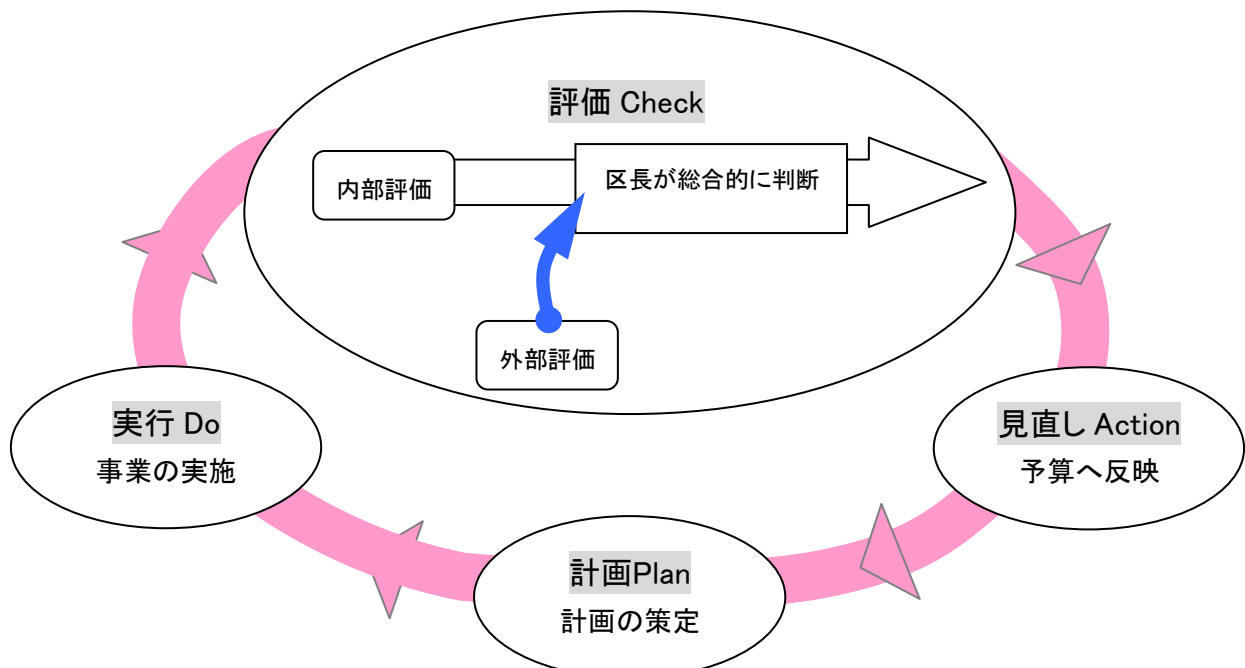 評価 Check
内部評価
区長が総合的に判断
外部評価
実行 Do
事業の実施
見直し Action
予算へ反映
計画Plan
計画の策定